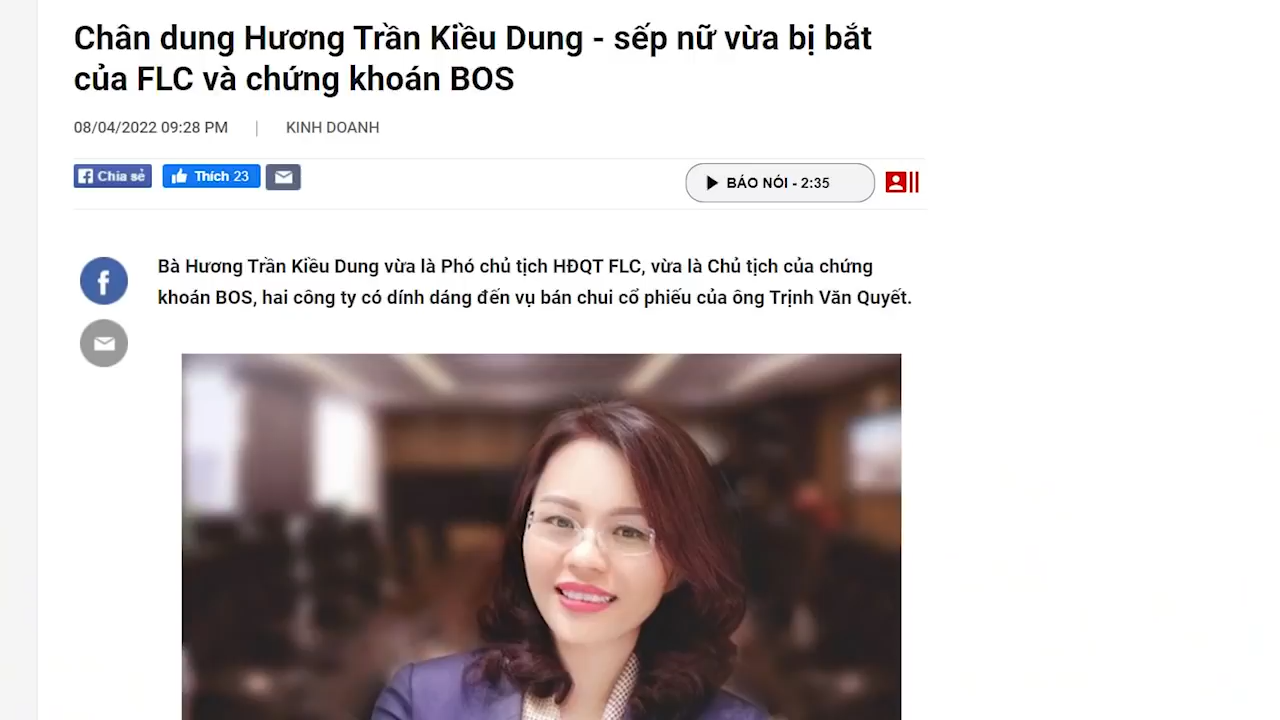 Chân dung Hương Trần Kiều Dung - sếp nữ vừa bị bắt
của FLC và chứng khoán BOS
08/04/2022 09:28 PM | KINH DOANH
Chia sẻ Thích 23 BÁO NÓI - 2:35
Bà Hương Trần Kiều Dung vừa là Phó chủ tịch HĐQT FLC, vừa là Chủ tịch của chứng
khoán BOS, hai công ty có dính dáng đến vụ bán chui cổ phiếu của ông Trịnh Văn Quyết.